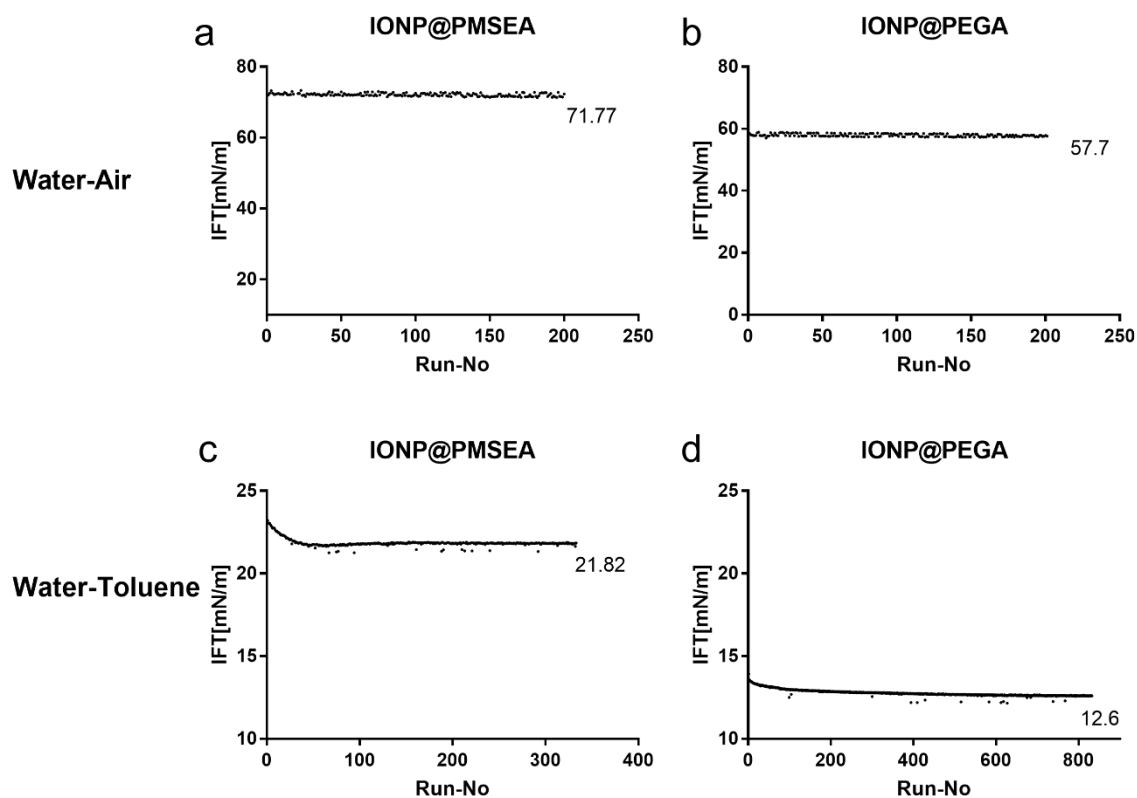 a
IONP@PMSEA
b
IONP@PEGA
Water-Air
IFT[mN/m]
80
60
40
20
71.77
0
50
100
150
200
250
Run-No
IFT[mN/m]
80
60
40
20
0
57.7
0
50
100
150
200
250
Run-No
c
IONP@PMSEA
d
IONP@PEGA
Water-Toluene
IFT[mN/m]
25
20
15
10
21.82
0
100
200
300
400
Run-No
IFT[mN/m]
25
20
15
10
12.6
0
200
400
600
800
Run-No